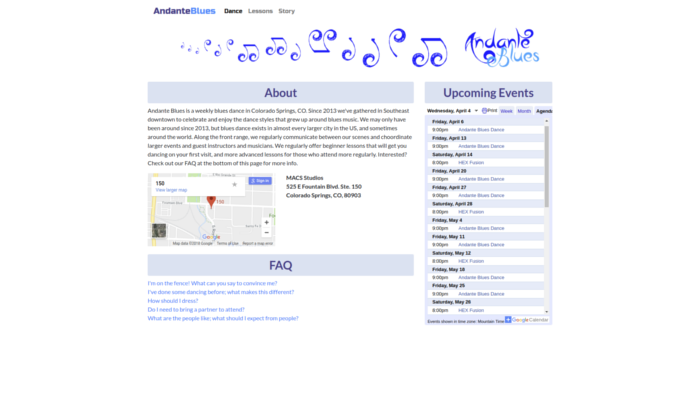 AndanteBlues Dance Lessons Story
Andante
Blues
About
Andante Blues is a weekly blues dance in Colorado Springs, CO. Since 2013 we've gathered in Southeast
downtown to celebrate and enjoy the dance styles that grew up around blues music. We may only have
been around since 2013, but blues dance exists in almost every larger city in the US, and sometimes
around the world. Along the front range, we regularly communicate between our scenes and choordinate
larger events and guest instructors and musicians. We regularly offer beginner lessons that will get you
dancing on your first visit, and more advanced lessons for those who attend more regularly. Interested?
Check our FAQ at the bottom of this page for more info.
150
View larger map
Sign in
150
Google
Map data ©2018 Google Terms of Use Report a map error
MACS Studios
525 E Fountain Blvd. Ste. 150
Colorado Springs, CO, 80903
FAQ
I'm on the fence! What can you say to convince me?
I've done some dancing before; what makes this different?
How should I dress?
Do I need to bring a partner to attend?
What are the people like; what should I expect from people?
Upcoming Events
Wednesday, April 4 Print Week Month Agenda
Friday, April 6
9:00pm Andante Blues Dance
Friday, April 13
9:00pm Andante Blues Dance
Saturday, April 14
8:00pm HEX Fusion
Friday, April 20
9:00pm Andante Blues Dance
Friday, April 27
9:00pm Andante Blues Dance
Saturday, April 28
8:00pm HEX Fusion
Friday, May 4
9:00pm Andante Blues Dance
Friday, May 11
9:00pm Andante Blues Dance
Saturday, May 12
8:00pm HEX Fusion
Friday, May 18
9:00pm Andante Blues Dance
Friday, May 25
9:00pm Andante Blues Dance
Saturday, May 26
8:00pm HEX Fusion
Events shown in time zone: Mountain Time Google Calendar